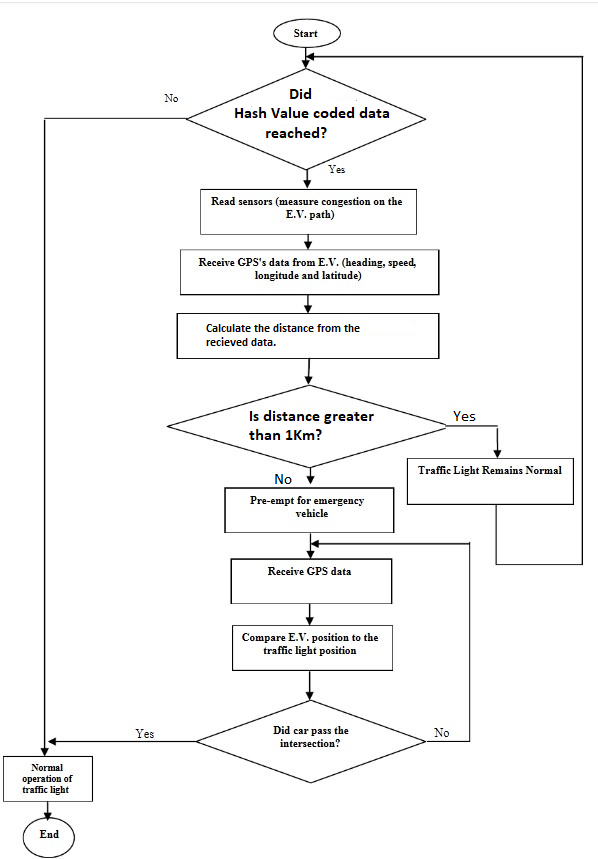 Start
Did
Hash Value coded data
reached?
No
Yes
Read sensors (measure congestion on the
E.V. path)
Receive GPS's data from E.V. (heading, speed,
longitude and latitude)
Calculate the distance from the
recieved data.
Is distance greater
than 1Km?
Yes
Traffic Light Remains Normal
No
Pre-empt for emergency
vehicle
Receive GPS data
Compare E.V. position to the
traffic light position
Did car pass the
intersection?
Yes
No
Normal
operation of
traffic light
End